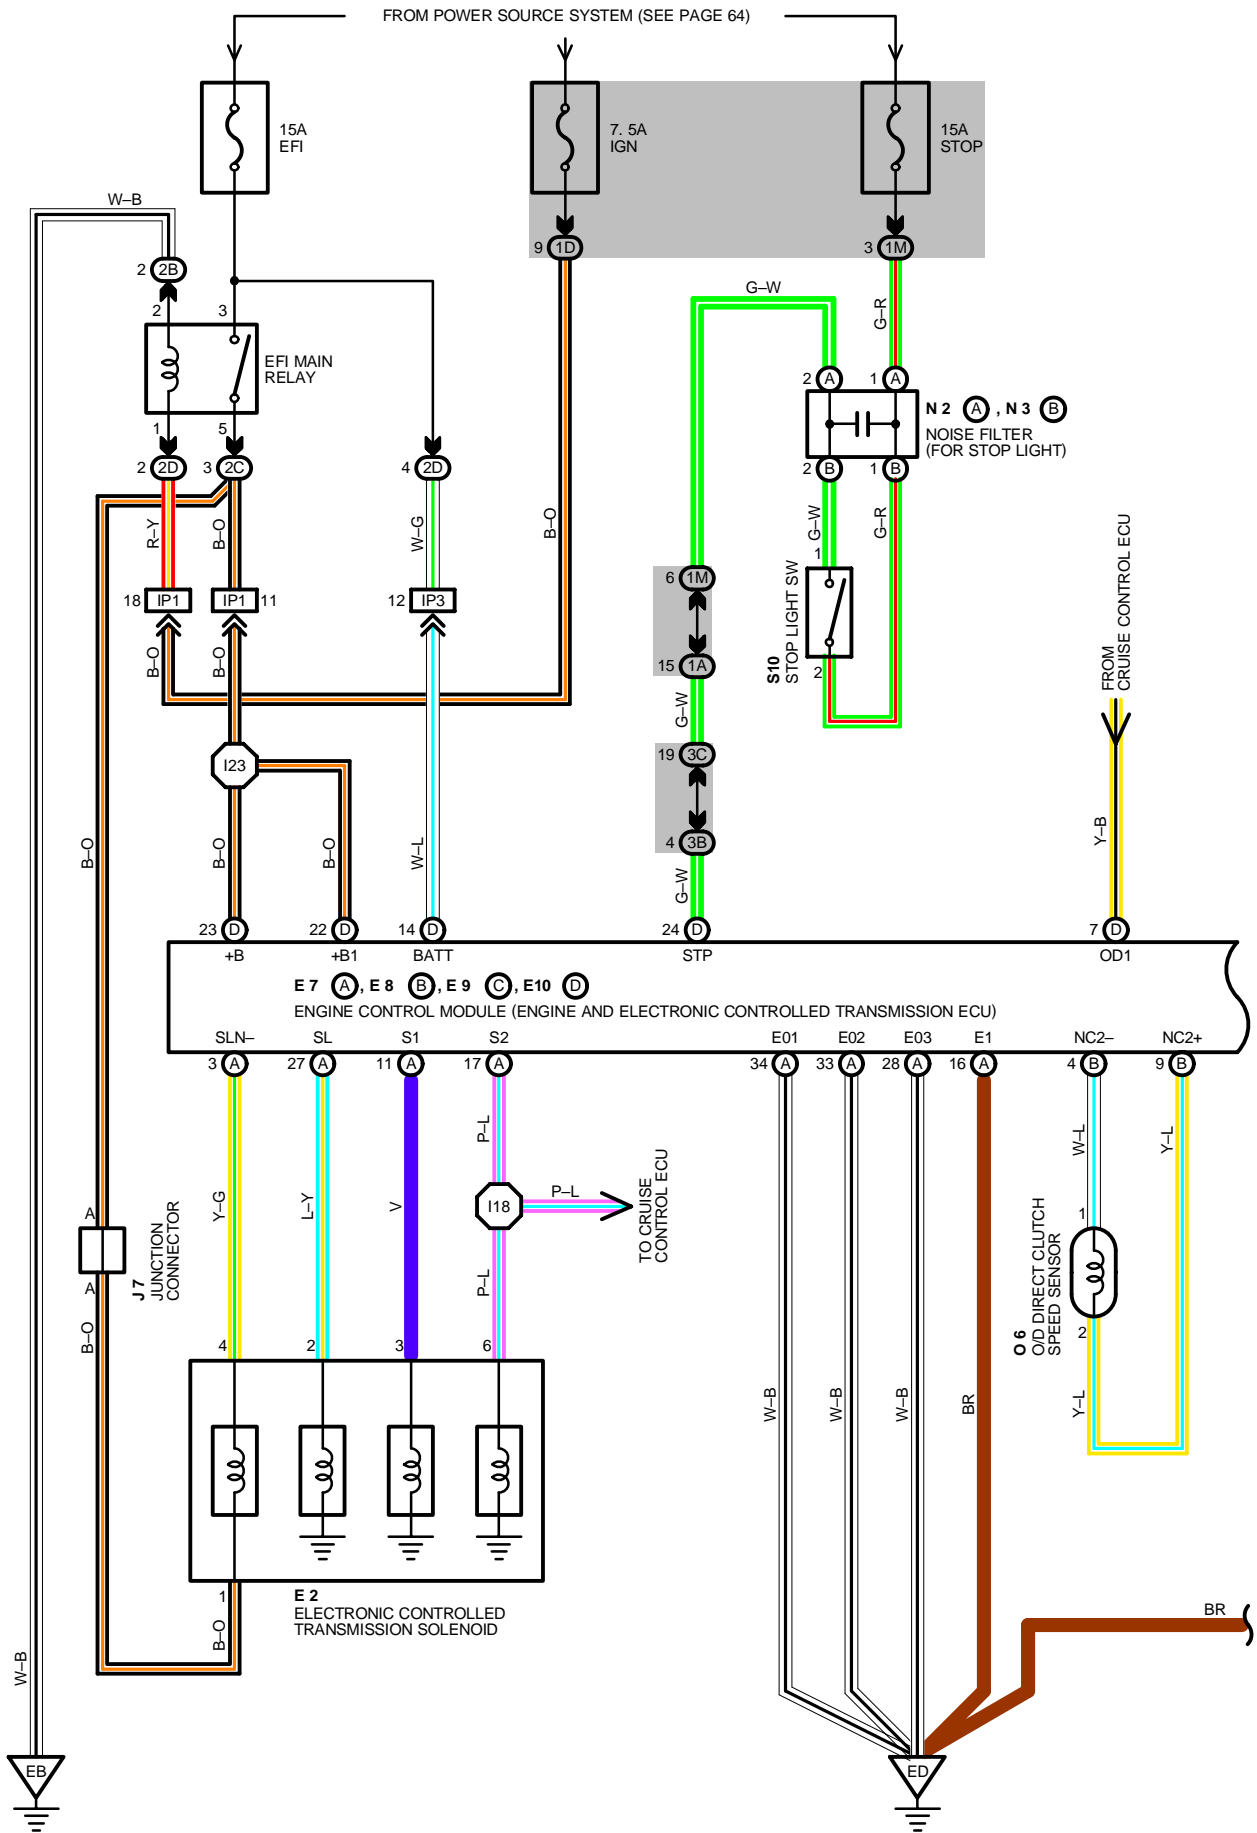 FROM POWER SOURCE SYSTEM (SEE PAGE 64)
15A
EFI
7. 5A
IGN
15A
STOP
W–B
9 1D
3 1M
2 2B
2 3
G–W
G–R
EFI MAIN
RELAY
2 A 1 A
N 2 A , N 3 B
NOISE FILTER
(FOR STOP LIGHT)
1 5
2 2D 3 2C 4 2D
2 B 1 B
R–Y B–O W–G B–O
G–W G–R
1
6 1M
18 IP1 IP1 11 12 IP3
S10
STOP LIGHT SW
15 1A
2
B–O B–O
G–W
FROM
CRUISE CONTROL ECU
I23
19 3C
4 3B
B–O B–O B–O W–L
G–W
Y–B
23 D 22 D 14 D 24 D 7 D
+B +B1 BATT STP OD1
E 7 A , E 8 B , E 9 C , E10 D
ENGINE CONTROL MODULE (ENGINE AND ELECTRONIC CONTROLLED TRANSMISSION ECU)
SLN– SL S1 S2 E01 E02 E03 E1 NC2– NC2+
3 A 27 A 11 A 17 A 34 A 33 A 28 A 16 A 4 B 9 B
P–L
W–L Y–L
Y–G L–Y V
I18
P–L
TO CRUISE
CONTROL ECU
A
J 7
JUNCTION
CONNECTOR
A
1
P–L
B–O
O 6
O/D DIRECT CLUTCH
SPEED SENSOR
2
4 2 3 6
W–B W–B W–B BR
Y–L
1
B–O
E 2
ELECTRONIC CONTROLLED
TRANSMISSION SOLENOID
BR
W–B
EB
ED